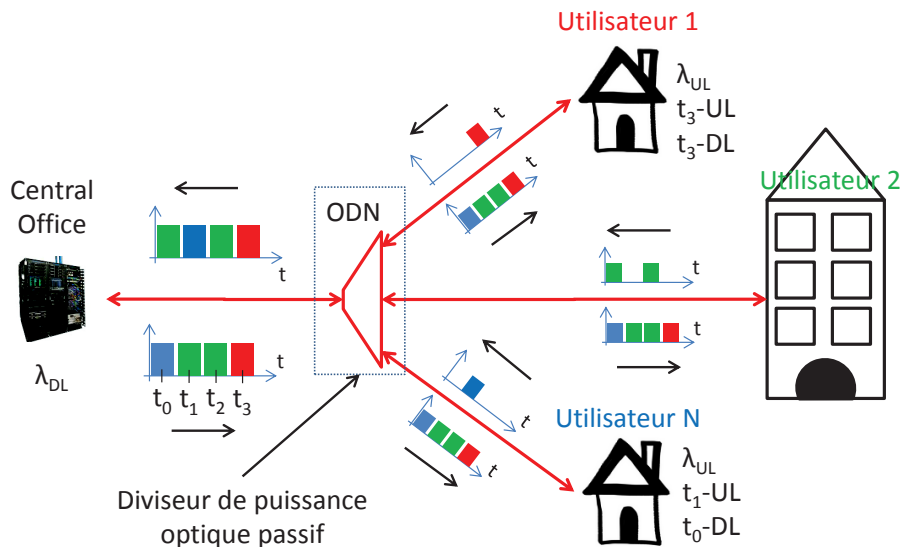 Utilisateur 1
λUL
t3-UL
t3-DL
t
t
Central
Office
ODN
Utilisateur 2
t
t
t
t
λDL
t0 t1 t2 t3
t
t
Utilisateur N
λUL
t1-UL
t0-DL
Diviseur de puissance
optique passif